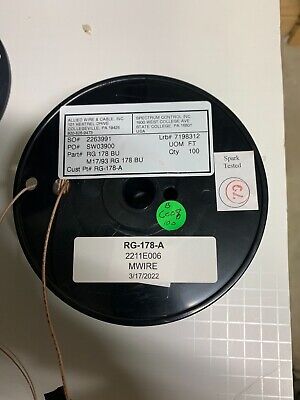 ALLIED WIRE & CABLE, INC
101 KESTREL DRIVE
COLLEGEVILLE, PA 19426
SPECTRUM CONTROL INC
1900 WEST COLLEGE AVE
STATE COLLEGE, PA 16801
USA
SO# 2263991
Lrb# 7198312
PO# SW03900
UOM FT
Part# RG 178 BU
Qty 100
M17/93 RG 178 BU
Cust Pt# RG-178-A
Spark
Tested
RG-178-A
2211E006
MWIRE
3/17/2022